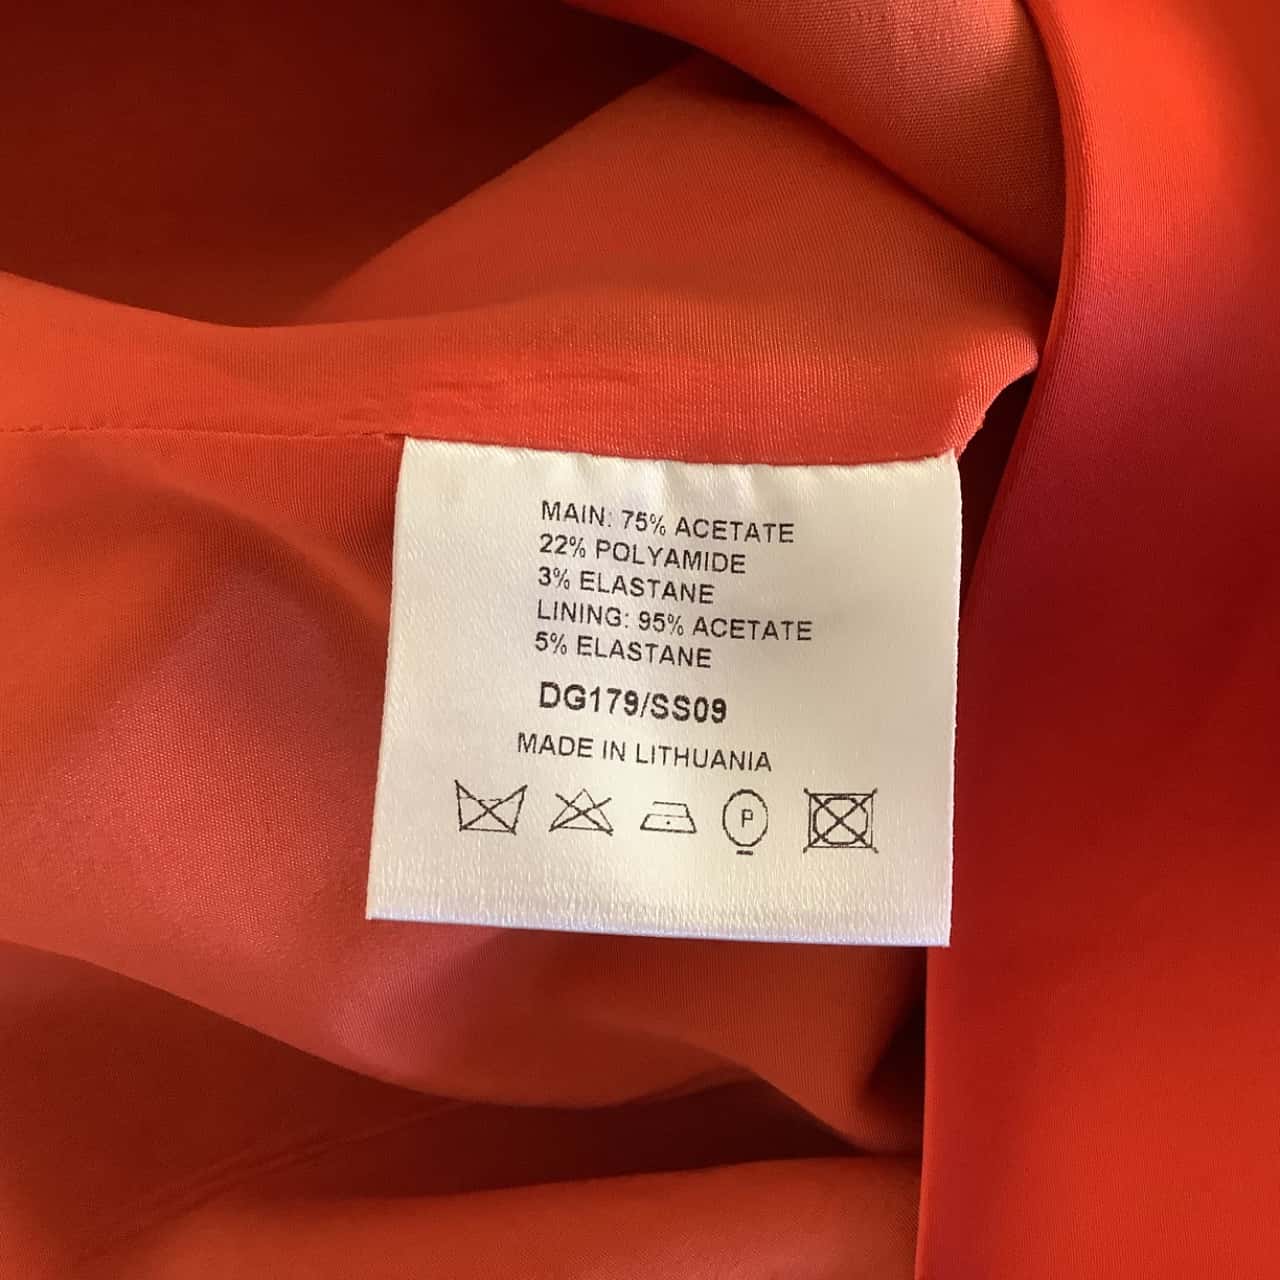 MAIN: 75% ACETATE
22% POLYAMIDE
3% ELASTANE
LINING: 95% ACETATE
5% ELASTANE
DG179/SS09
MADE IN LITHUANIA
P